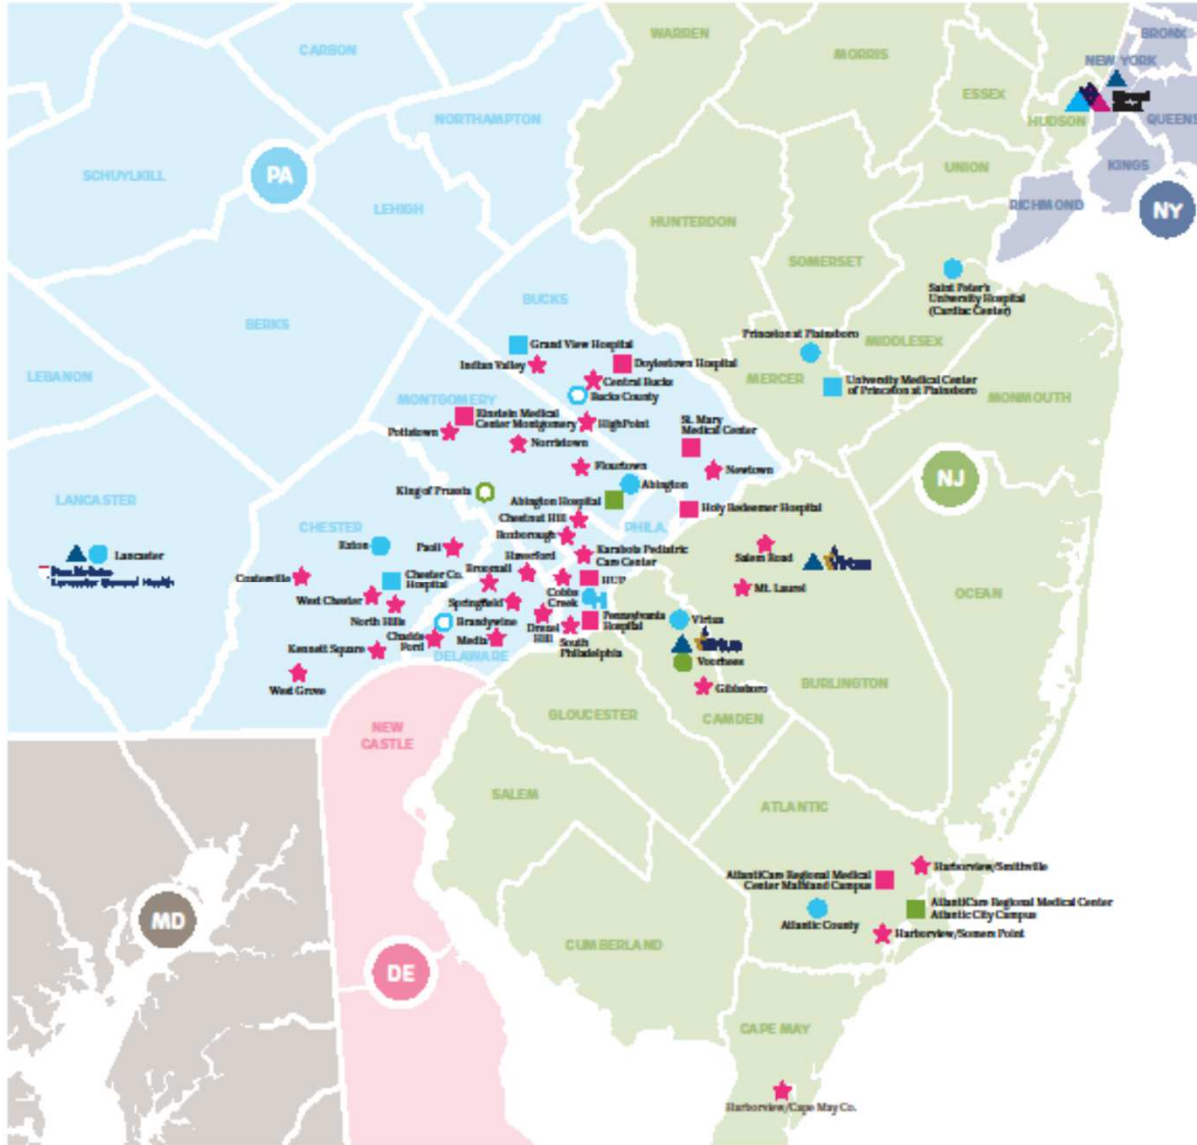 WARREN
BRONX
CARBON
MORRIS
NEW YORK
ESSEX
NORTHAMPTON
HUDSON
QUEENS
SCHUYLKILL
PA
UNION
KINGS
LEHIGH
RICHMOND
NY
HUNTERDON
SOMERSET
Saint Peter's
University Hospital
(Cardiac Center)
BUCKS
BERKS
Princeton at Plainsboro
MIDDLESEX
Grand View Hospital
Indian Valley
Doylestown Hospital
LEBANON
MERCER
University Medical Center
of Princeton at Plainsboro
Central Bucks
Bucks County
MONMOUTH
MONTGOMERY
Einstein Medical
Center Montgomery
HighPoint
St. Mary
Medical Center
Pottstown
Norristown
Flourtown
Newtown
NJ
King of Prussia
Abington
Abington Hospital
LANCASTER
Holy Redeemer Hospital
Chestnut Hill
CHESTER
PHILA.
Roxborough
Exton
Paoli
Haverford
Karabots Pediatric
Care Center
Salem Road
Virtua
Lancaster
Penn Medicine
Lancaster General Health
Coatesville
Chester Co.
Hospital
Broomall
HUP
Mt. Laurel
OCEAN
West Chester
Cobbs
Creek
CH
North Hills
Springfield
Brandywine
Drexel
Hill
Pennsylvania
Hospital
Virtua
Chadds
Ford
Media
South
Philadelphia
Virtua
Kennett Square
DELAWARE
Voorhees
West Grove
Gibbsboro
BURLINGTON
NEW
CASTLE
GLOUCESTER
CAMDEN
SALEM
ATLANTIC
Harborview/Smithville
AtlantiCare Regional Medical
Center Mainland Campus
AtlantiCare Regional Medical Center
Atlantic City Campus
MD
Atlantic County
Harborview/Somers Point
CUMBERLAND
DE
CAPE MAY
Harborview/Cape May Co.